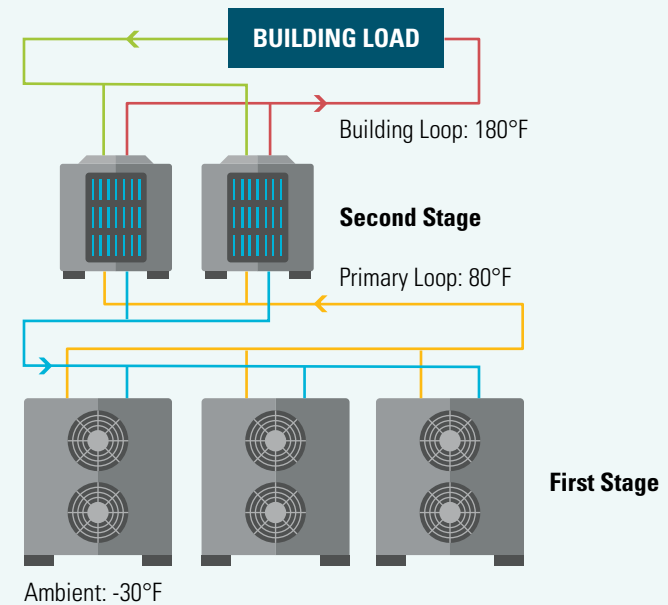 BUILDING LOAD
Building Loop: 180°F
Second Stage
Primary Loop: 80°F
First Stage
Ambient: -30°F